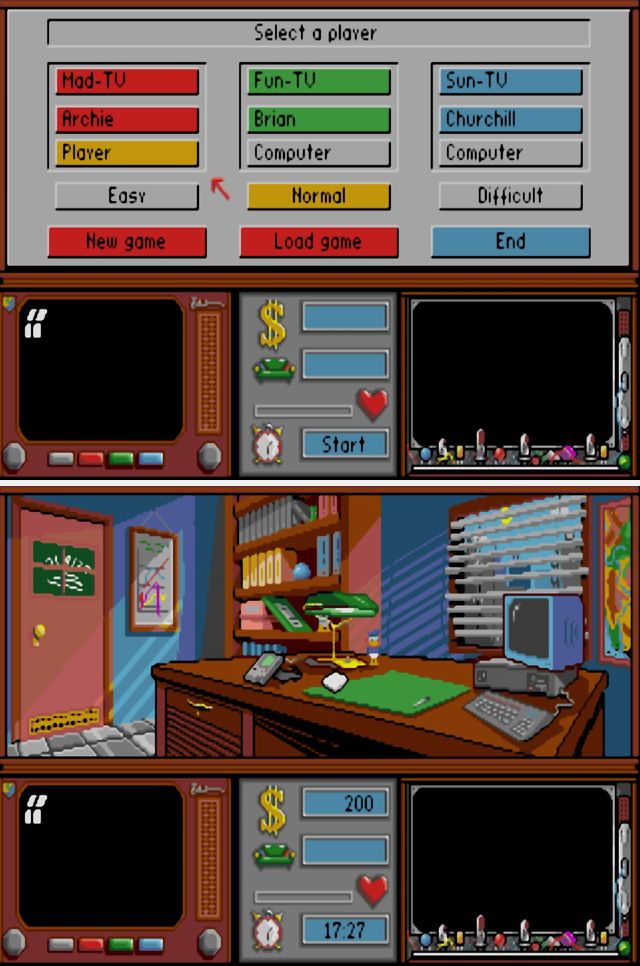 Select a player
Mad-TV Fun-TV Sun-TV
Archie Brian Churchill
Player Computer Computer
Easy Normal Difficult
New game Load game End
$
Start
$ 200
17:27